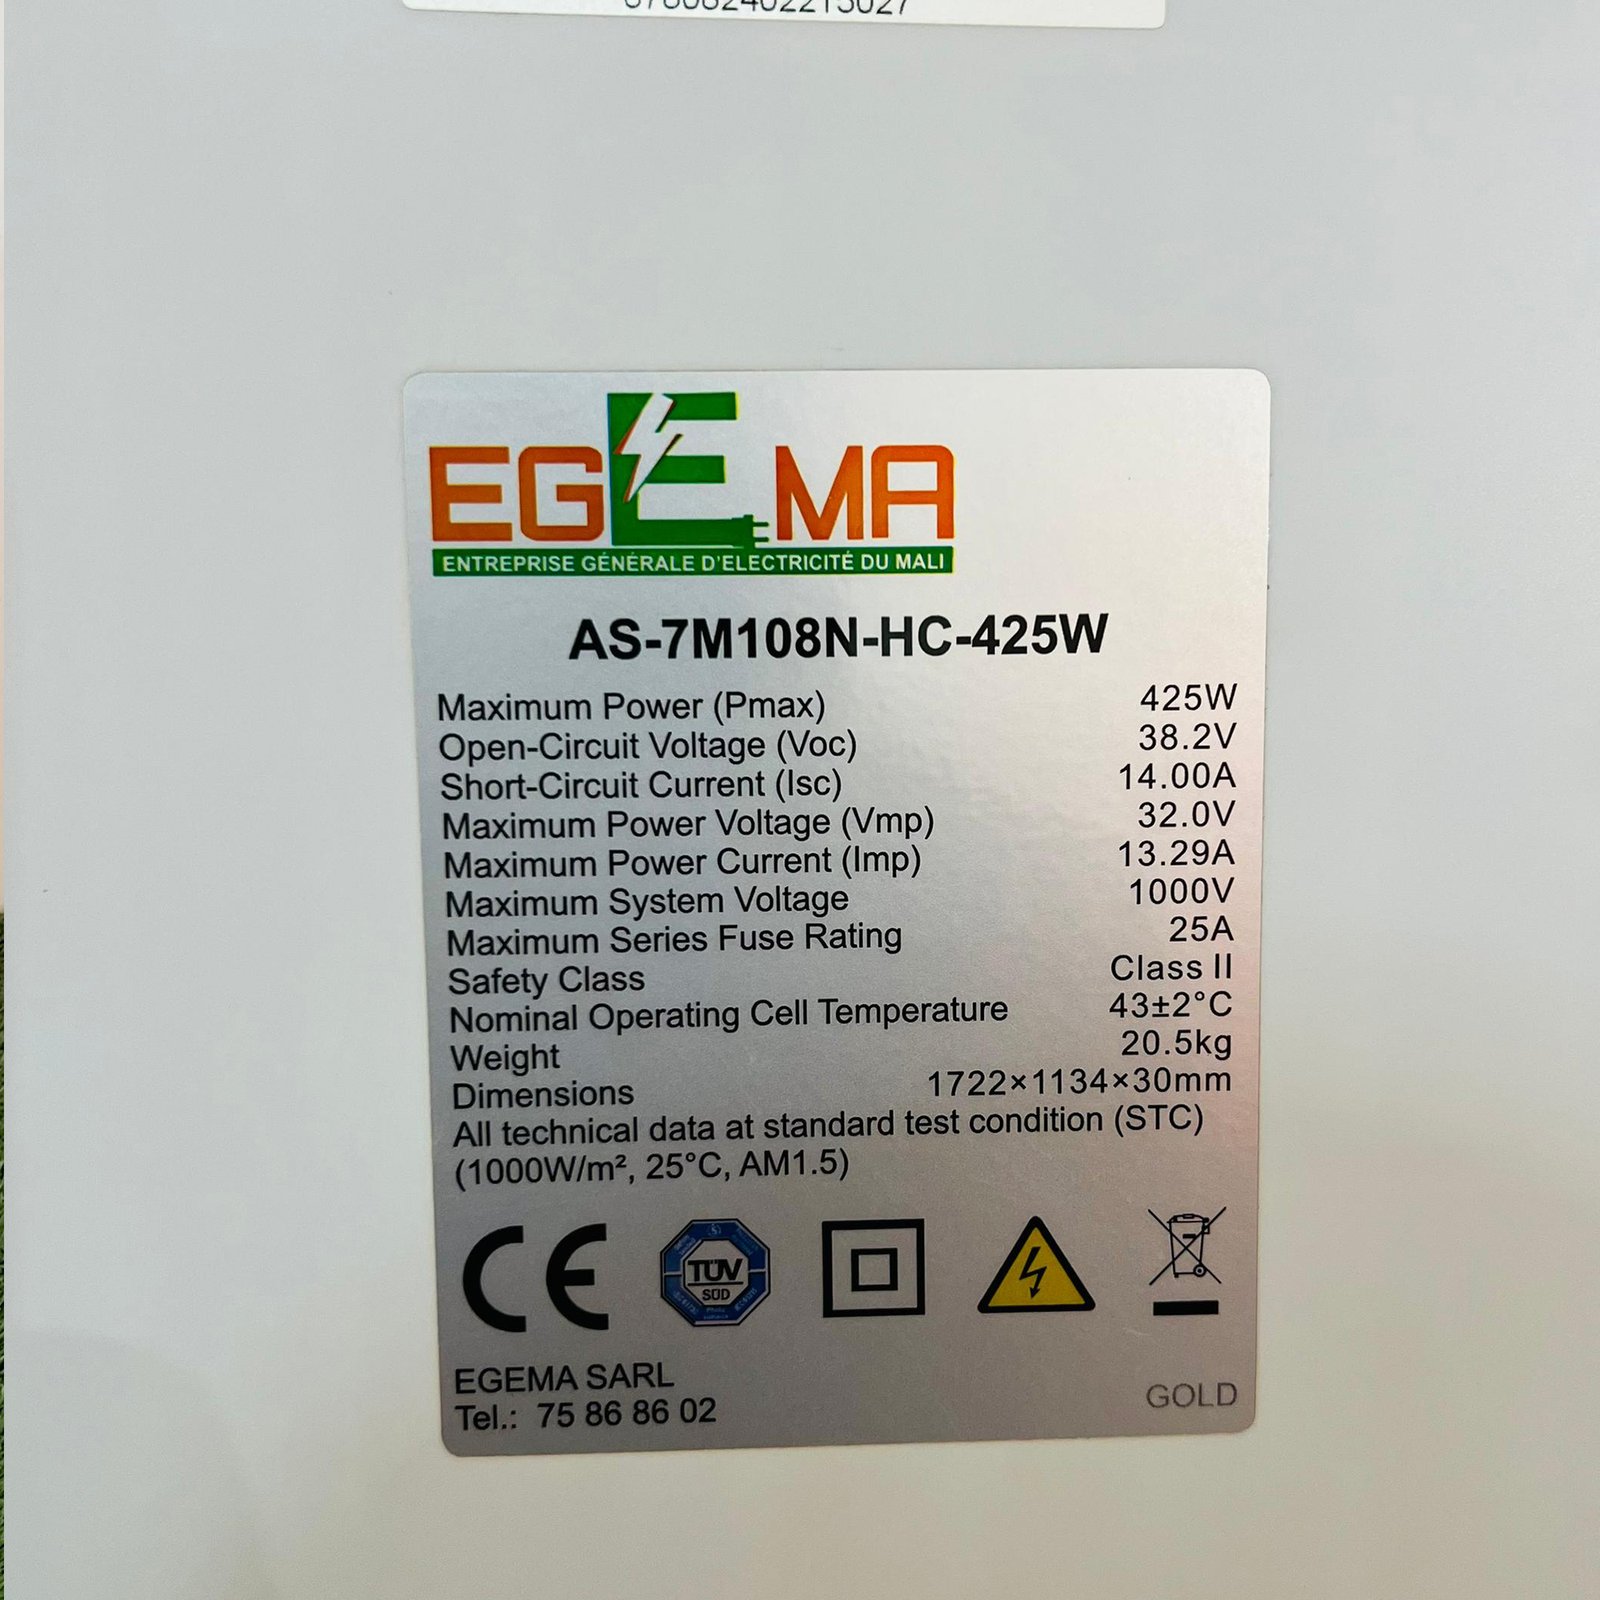 EGEMA
ENTREPRISE GÉNÉRALE D'ELECTRICITÉ DU MALI
AS-7M108N-HC-425W
Maximum Power (Pmax) 425W
Open-Circuit Voltage (Voc) 38.2V
Short-Circuit Current (Isc) 14.00A
Maximum Power Voltage (Vmp) 32.0V
Maximum Power Current (Imp) 13.29A
Maximum System Voltage 1000V
Maximum Series Fuse Rating 25A
Safety Class Class II
Nominal Operating Cell Temperature 43±2°C
Weight 20.5kg
Dimensions 1722×1134×30mm
All technical data at standard test condition (STC)
(1000W/m², 25°C, AM1.5)
CE
TÜV
SÜD
EGEMA SARL
Tel.: 75 86 86 02
GOLD